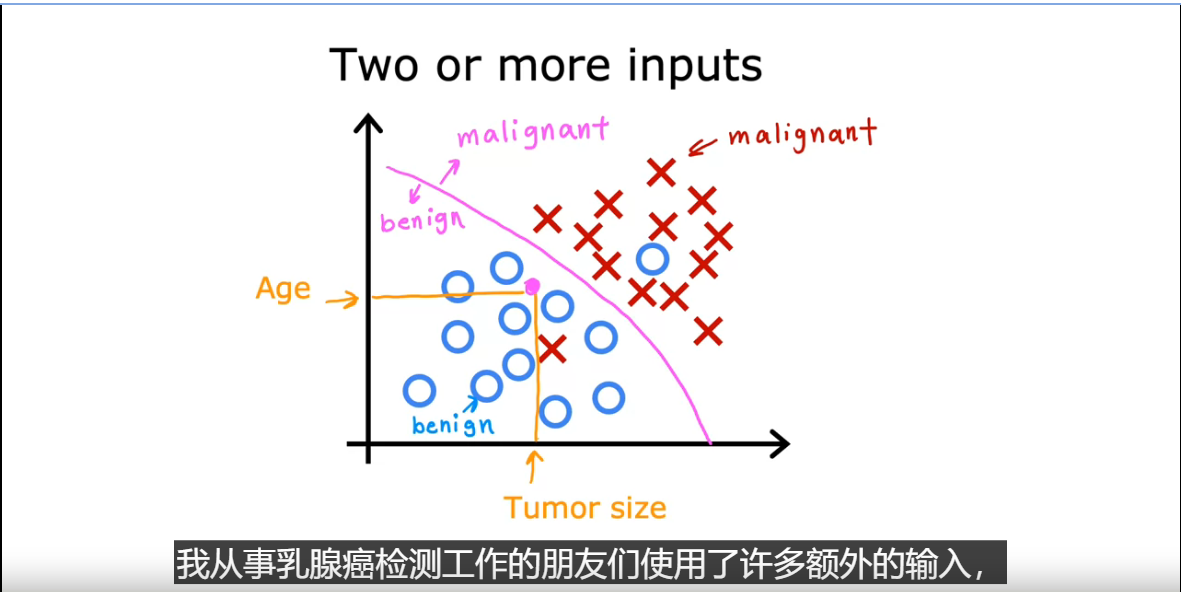 Two or more inputs
malignant
malignant
benign
Age
benign
Tumor size
我从事乳腺癌检测工作的朋友们使用了许多额外的输入，